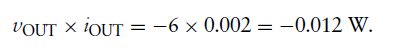 vOUT × iOUT = −6 × 0.002 = −0.012 W.